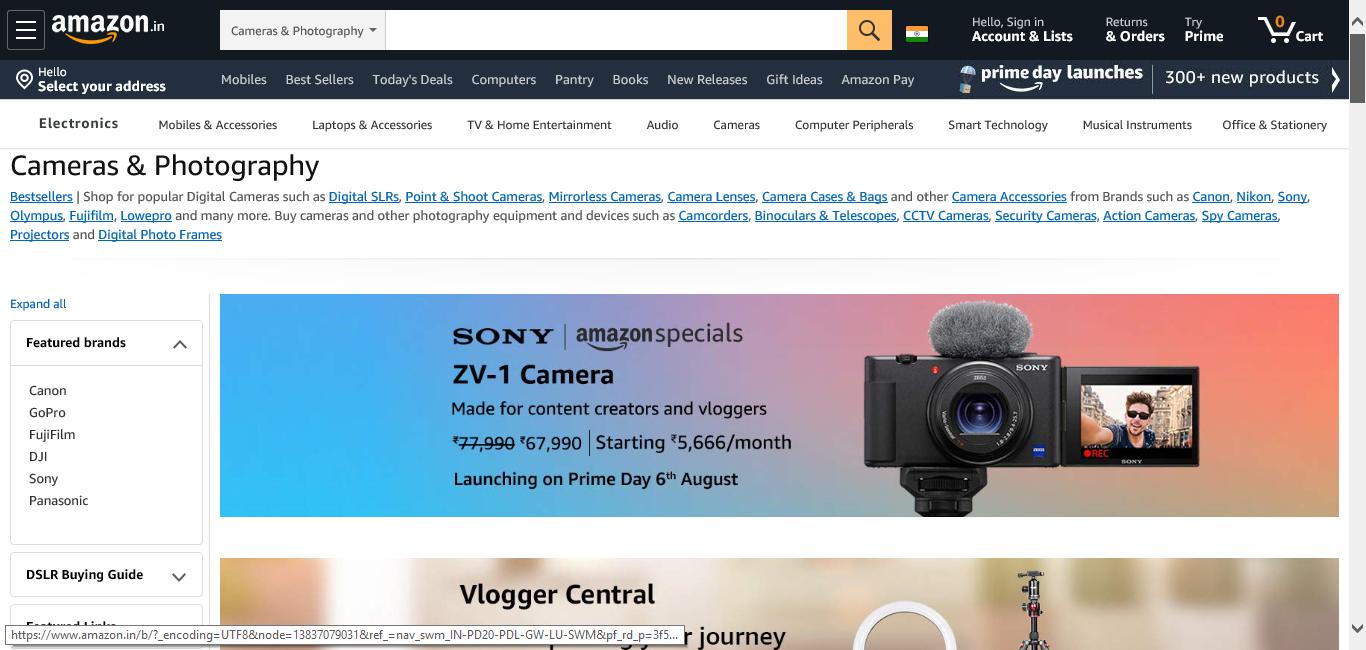 amazon.in
Cameras & Photography
Hello, Sign in
Account & Lists
Returns
& Orders
Try
Prime
0
Cart
Hello
Select your address
Mobiles
Best Sellers
Today's Deals
Computers
Pantry
Books
New Releases
Gift Ideas
Amazon Pay
prime day launches
300+ new products
Electronics
Mobiles & Accessories
Laptops & Accessories
TV & Home Entertainment
Audio
Cameras
Computer Peripherals
Smart Technology
Musical Instruments
Office & Stationery
Cameras & Photography
Bestsellers | Shop for popular Digital Cameras such as Digital SLRs, Point & Shoot Cameras, Mirrorless Cameras, Camera Lenses, Camera Cases & Bags and other Camera Accessories from Brands such as Canon, Nikon, Sony,
Olympus, Fujifilm, Lowepro and many more. Buy cameras and other photography equipment and devices such as Camcorders, Binoculars & Telescopes, CCTV Cameras, Security Cameras, Action Cameras, Spy Cameras,
Projectors and Digital Photo Frames
Expand all
Featured brands
Canon
GoPro
FujiFilm
DJI
Sony
Panasonic
DSLR Buying Guide
SONY | amazonspecials
ZV-1 Camera
Made for content creators and vloggers
₹77,990 ₹67,990 | Starting ₹5,666/month
Launching on Prime Day 6th August
SONY
ZEISS
REC
SONY
Vlogger Central
journey
https://www.amazon.in/b/?_encoding=UTF8&node=13837079031&ref_=nav_swm_IN-PD20-PDL-GW-LU-SWM&pf_rd_p=3f5...